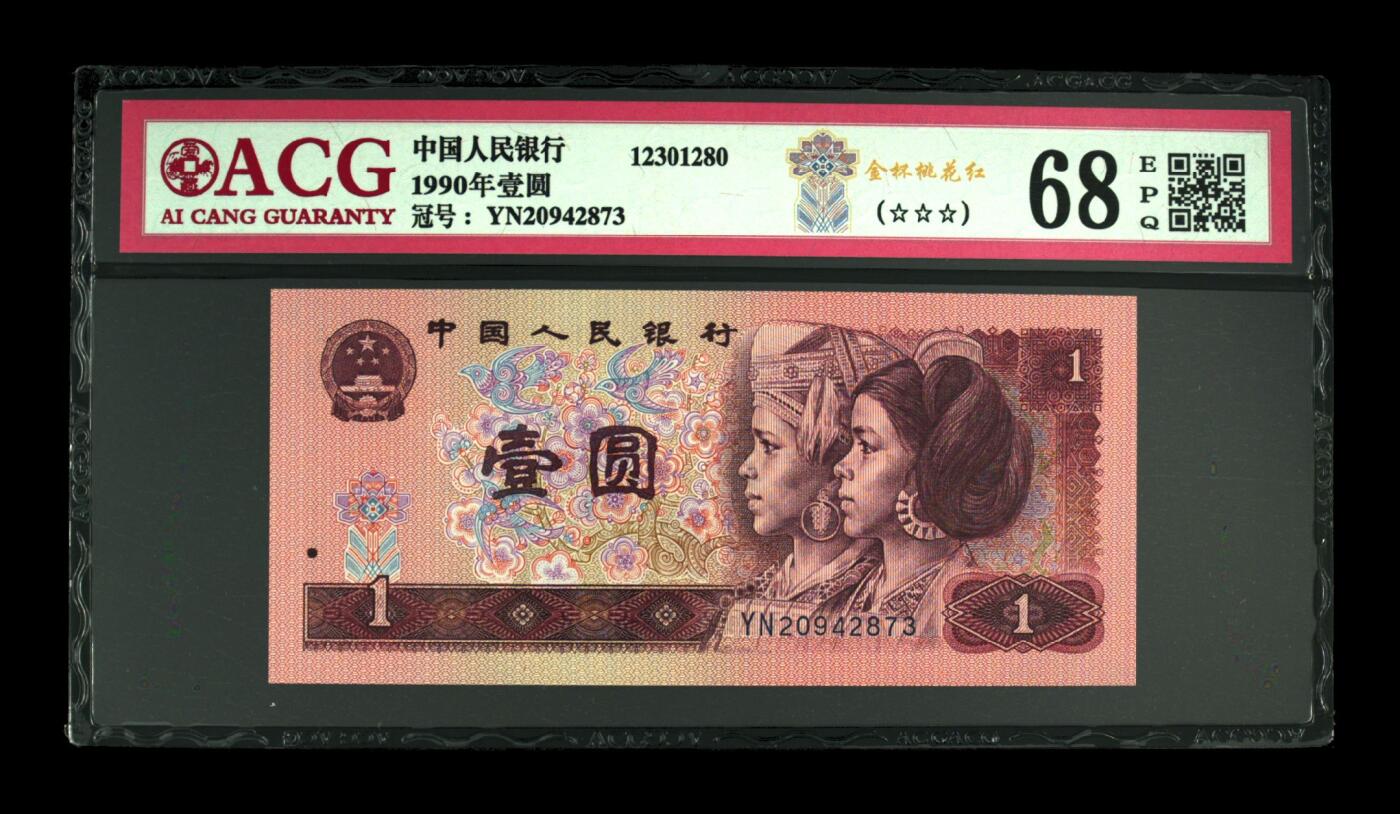 ACG
AI CANG GUARANTY
中国人民银行
1990年壹圆
冠号：YN20942873
12301280
金杯桃花红
(☆☆☆)
68
EPQ
中国人民银行
1
壹圆
1
YN20942873
1